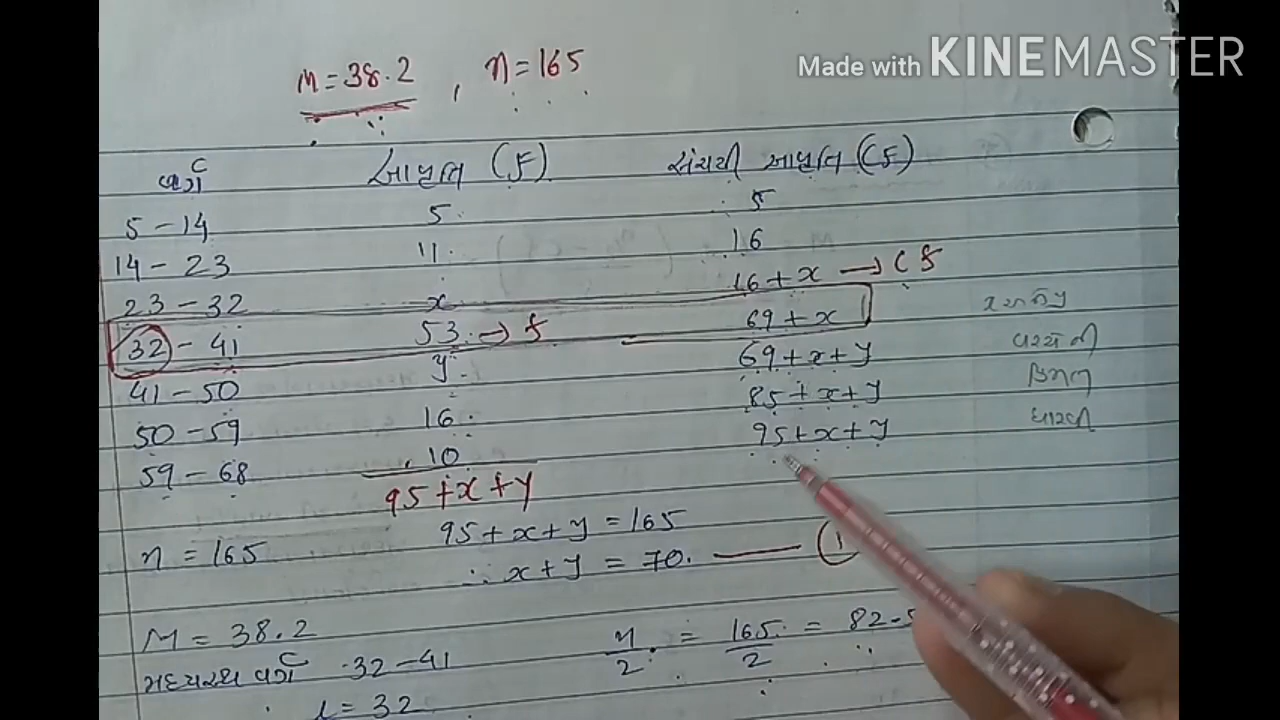 Made with KINEMASTER
M = 38.2 , n = 165
વર્ગ આવૃત્તિ (F) સંચયી આવૃત્તિ (CF)
5 - 14 5 5
14 - 23 11 16
23 - 32 x 16 + x → CF
32 - 41 53 → f 69 + x
41 - 50 y 69 + x + y
50 - 59 16 85 + x + y
59 - 68 10 95 + x + y
95 + x + y
n = 165 95 + x + y = 165
∴ x + y = 70. — (1)
M = 38.2 n/2 = 165/2 = 82.5
મધ્યસ્થ વર્ગ 32 - 41
l = 32